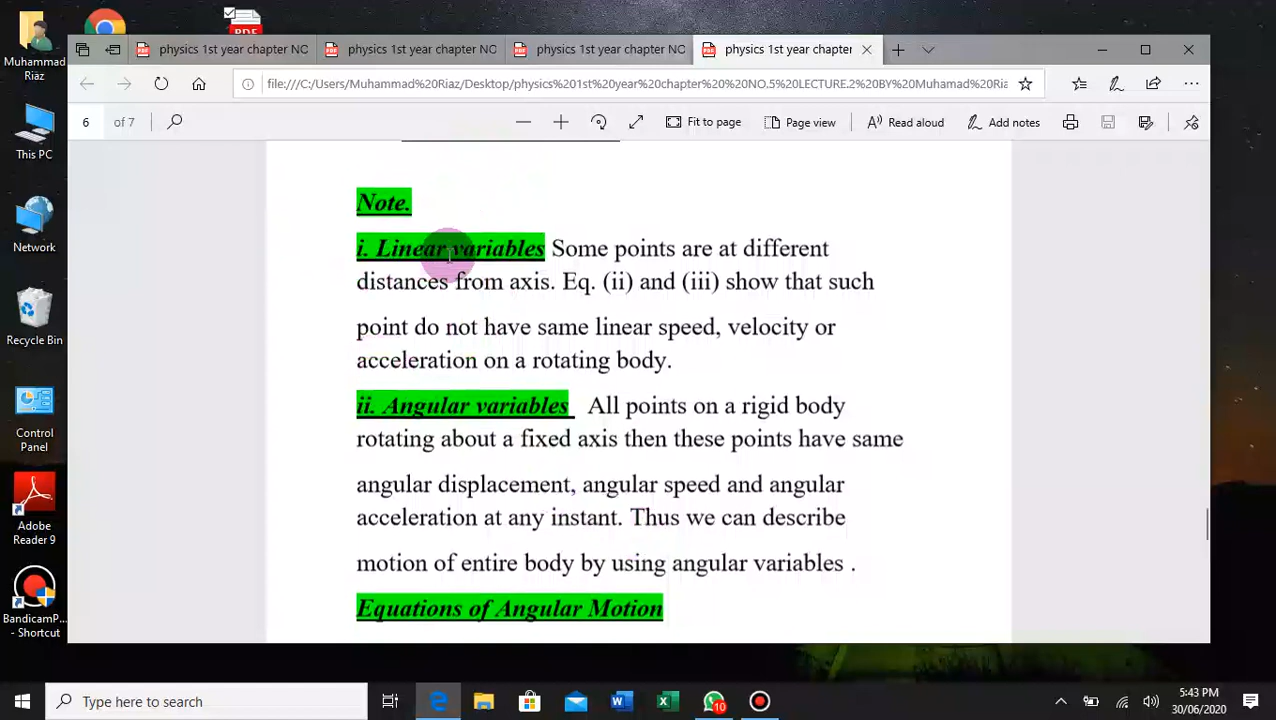 Muhammad
Riaz
This PC
Network
Recycle Bin
Control
Panel
Adobe
Reader 9
BandicamP...
- Shortcut
PDF
physics 1st year chapter NO
physics 1st year chapter NO
physics 1st year chapter NO
physics 1st year chapter
file:///C:/Users/Muhammad%20Riaz/Desktop/physics%201st%20year%20chapter%20%20NO.5%20LECTURE.2%20BY%20Muhamad%20Ria
6 of 7
Fit to page
Page view
Read aloud
Add notes
Note.
i. Linear variables Some points are at different
distances from axis. Eq. (ii) and (iii) show that such
point do not have same linear speed, velocity or
acceleration on a rotating body.
ii. Angular variables All points on a rigid body
rotating about a fixed axis then these points have same
angular displacement, angular speed and angular
acceleration at any instant. Thus we can describe
motion of entire body by using angular variables .
Equations of Angular Motion
Type here to search
10
5:43 PM
30/06/2020